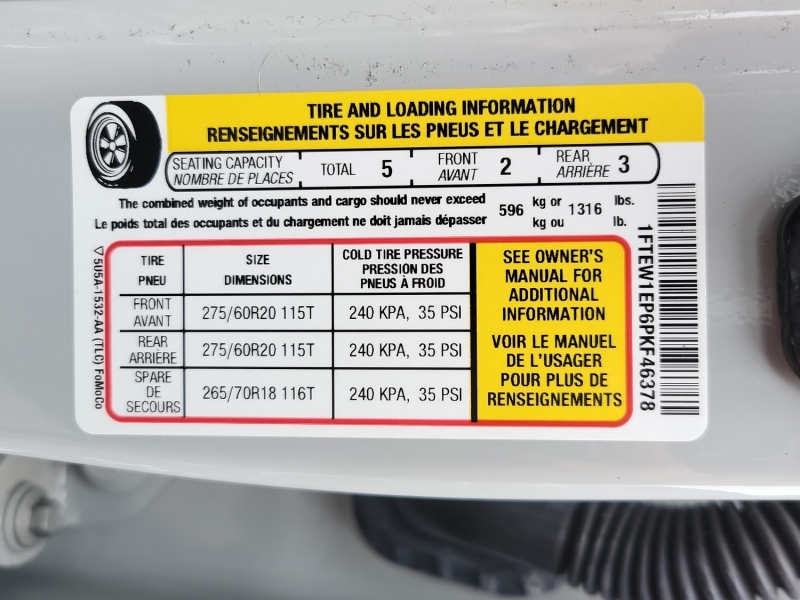 TIRE AND LOADING INFORMATION
RENSEIGNEMENTS SUR LES PNEUS ET LE CHARGEMENT
SEATING CAPACITY
NOMBRE DE PLACES
TOTAL 5
FRONT
AVANT 2
REAR
ARRIÈRE 3
The combined weight of occupants and cargo should never exceed
Le poids total des occupants et du chargement ne doit jamais dépasser
596
kg or
kg ou
1316
lbs.
lb.
TIRE
PNEU
SIZE
DIMENSIONS
COLD TIRE PRESSURE
PRESSION DES
PNEUS À FROID
FRONT
AVANT
275/60R20 115T
240 KPA, 35 PSI
REAR
ARRIÈRE
275/60R20 115T
240 KPA, 35 PSI
SPARE
DE
SECOURS
265/70R18 116T
240 KPA, 35 PSI
SEE OWNER'S
MANUAL FOR
ADDITIONAL
INFORMATION
VOIR LE MANUEL
DE L'USAGER
POUR PLUS DE
RENSEIGNEMENTS
▽5U5A-1532-AA (TLC) FoMoCo
1FTEW1EP6PKF46378